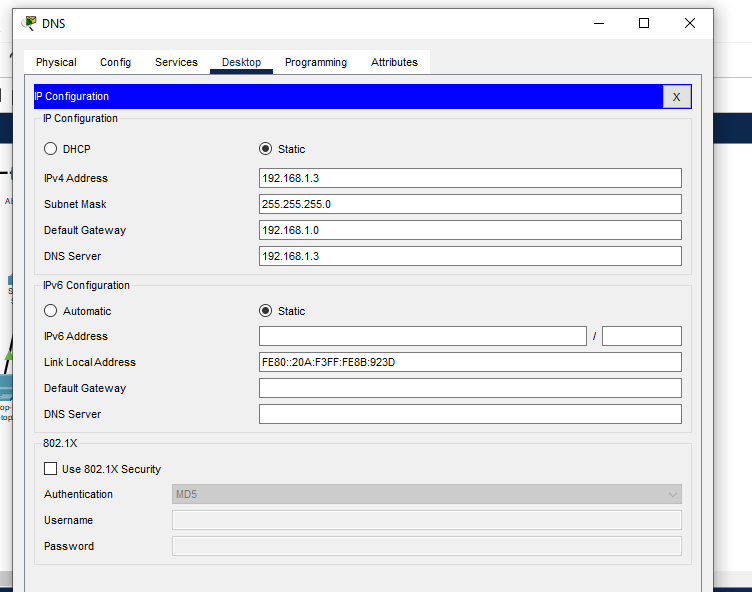 DNS
Physical Config Services Desktop Programming Attributes
IP Configuration X
IP Configuration
DHCP Static
IPv4 Address 192.168.1.3
Subnet Mask 255.255.255.0
Default Gateway 192.168.1.0
DNS Server 192.168.1.3
IPv6 Configuration
Automatic Static
IPv6 Address /
Link Local Address FE80::20A:F3FF:FE8B:923D
Default Gateway
DNS Server
802.1X
Use 802.1X Security
Authentication MD5
Username
Password